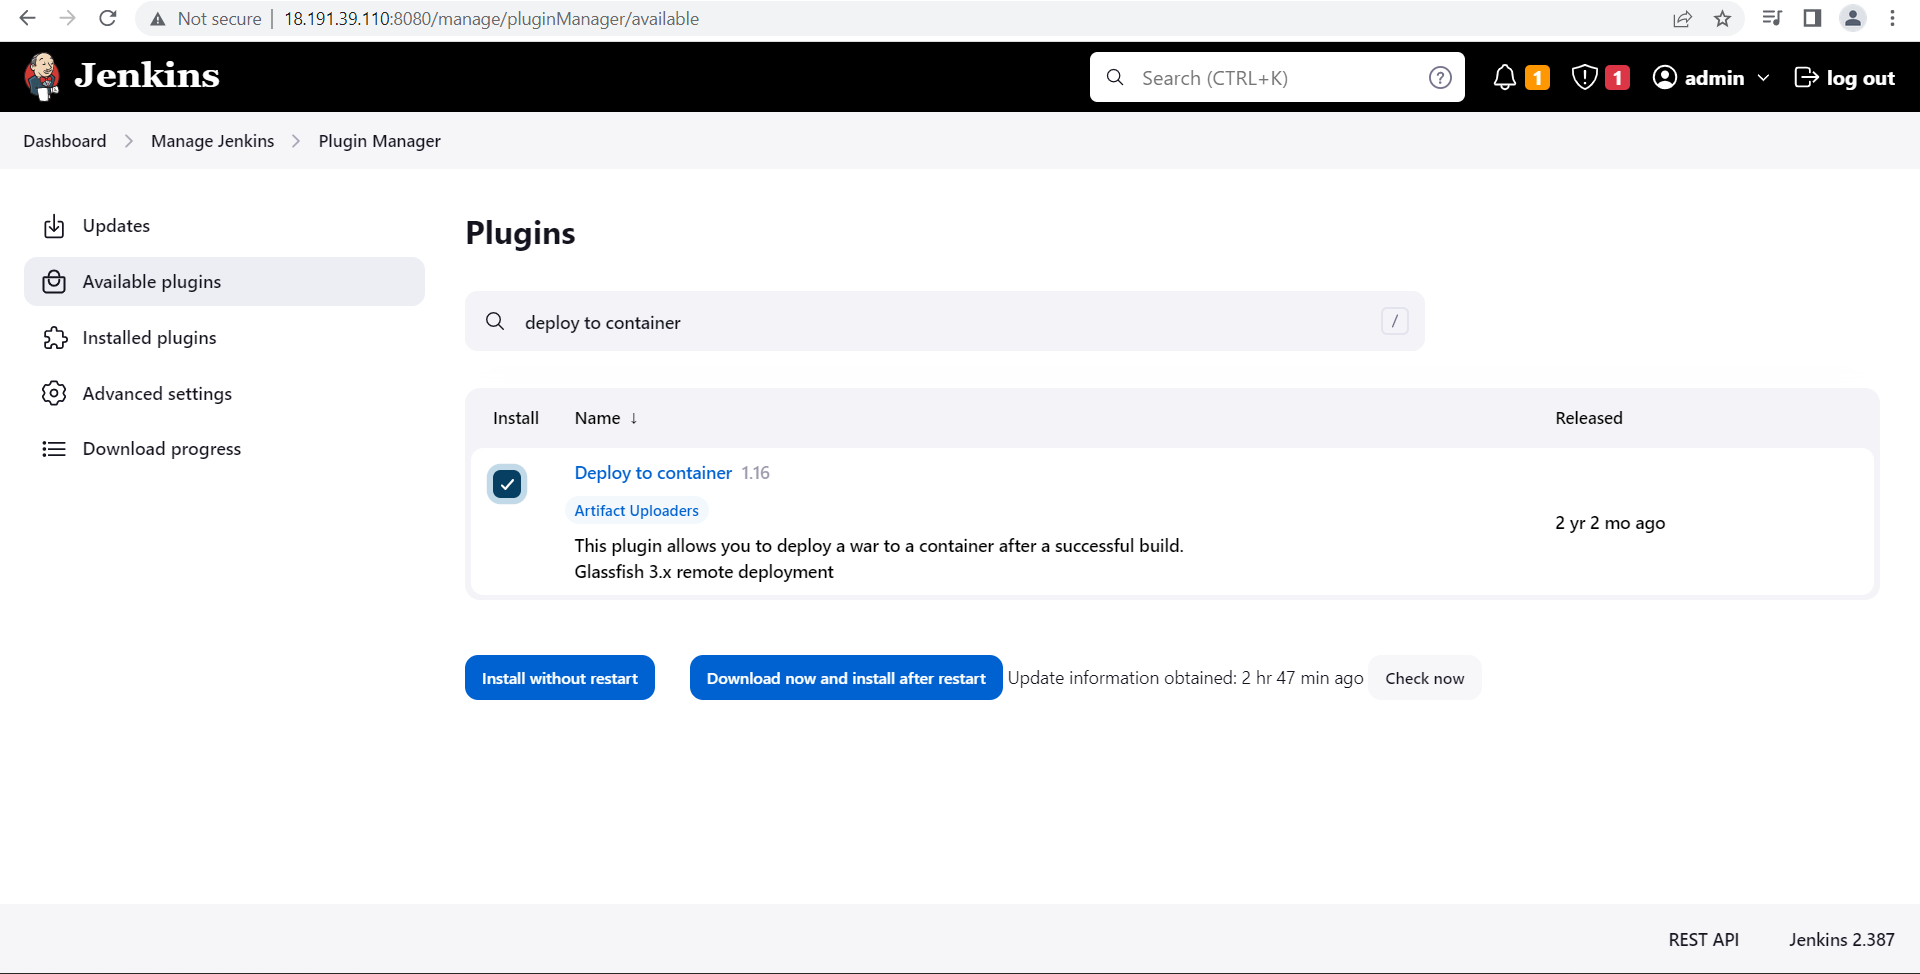 Not secure | 18.191.39.110:8080/manage/pluginManager/available
Jenkins
Search (CTRL+K) ?
1
1
admin
log out
Dashboard > Manage Jenkins > Plugin Manager
Updates
Available plugins
Installed plugins
Advanced settings
Download progress
Plugins
deploy to container /
Install Name ↓ Released
Deploy to container 1.16
Artifact Uploaders
This plugin allows you to deploy a war to a container after a successful build.
Glassfish 3.x remote deployment
2 yr 2 mo ago
Install without restart
Download now and install after restart
Update information obtained: 2 hr 47 min ago
Check now
REST API
Jenkins 2.387